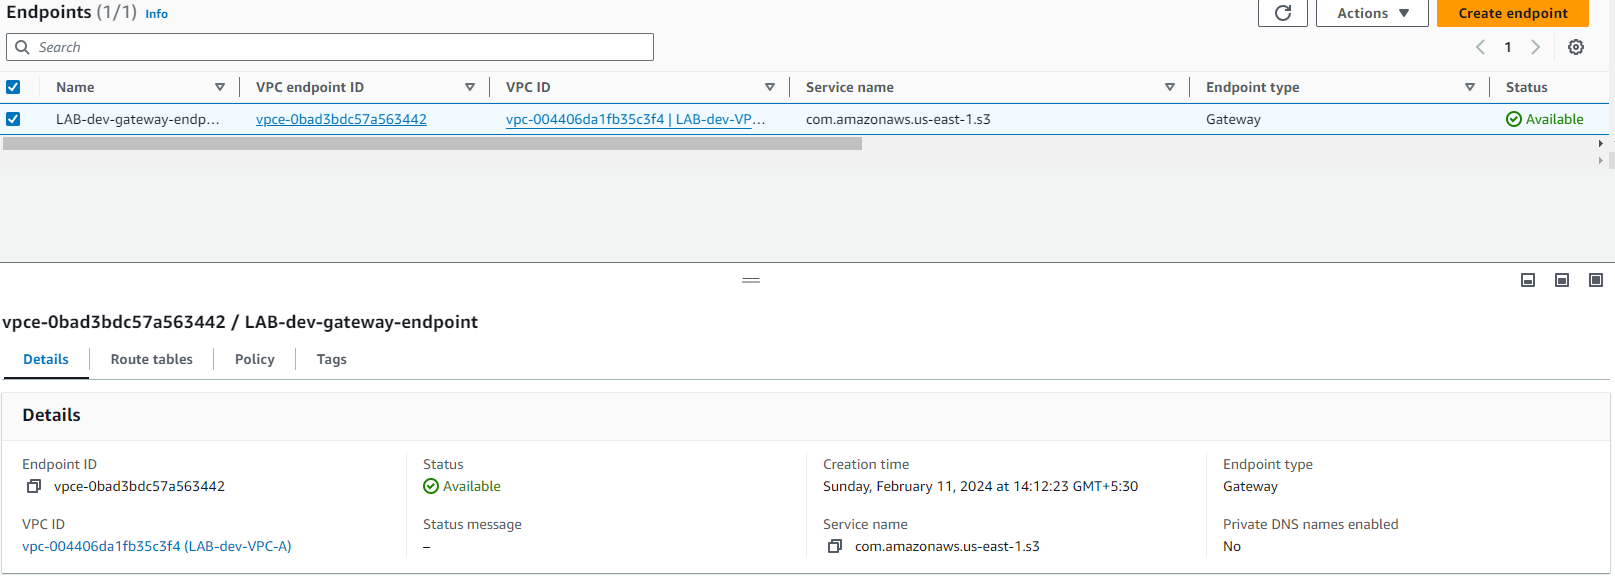 Endpoints (1/1) Info
Actions Create endpoint
Search
1
Name VPC endpoint ID VPC ID Service name Endpoint type Status
LAB-dev-gateway-endp... vpce-0bad3bdc57a563442 vpc-004406da1fb35c3f4 | LAB-dev-VP... com.amazonaws.us-east-1.s3 Gateway Available
vpce-0bad3bdc57a563442 / LAB-dev-gateway-endpoint
Details Route tables Policy Tags
Details
Endpoint ID Status Creation time Endpoint type
vpce-0bad3bdc57a563442 Available Sunday, February 11, 2024 at 14:12:23 GMT+5:30 Gateway
VPC ID Status message Service name Private DNS names enabled
vpc-004406da1fb35c3f4 (LAB-dev-VPC-A) – com.amazonaws.us-east-1.s3 No